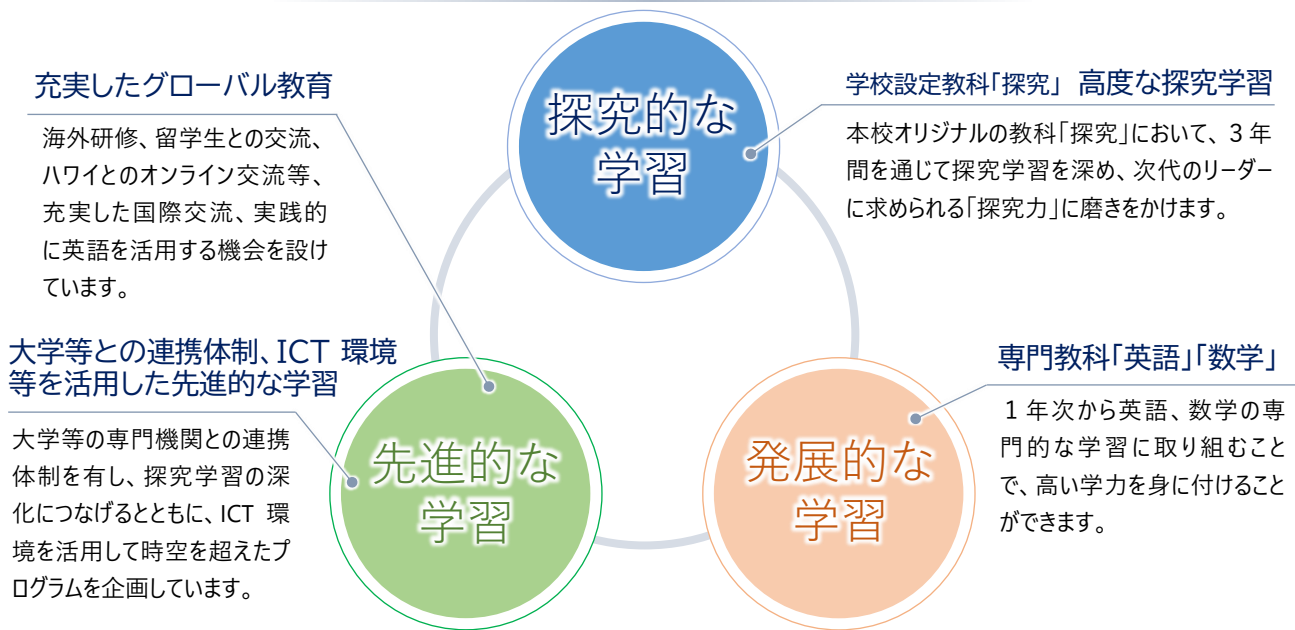 探究的な
学習
充実したグローバル教育
海外研修、留学生との交流、
ハワイとのオンライン交流等、
充実した国際交流、実践的
に英語を活用する機会を設け
ています。
学校設定教科「探究」 高度な探究学習
本校オリジナルの教科「探究」において、3 年
間を通じて探究学習を深め、次代のリーダー
に求められる「探究力」に磨きをかけます。
大学等との連携体制、ICT 環境
等を活用した先進的な学習
大学等の専門機関との連携
体制を有し、探究学習の深
化につなげるとともに、ICT 環
境を活用して時空を超えたプ
ログラムを企画しています。
先進的な
学習
発展的な
学習
専門教科「英語」「数学」
1 年次から英語、数学の専
門的な学習に取り組むこと
で、高い学力を身に付けること
ができます。